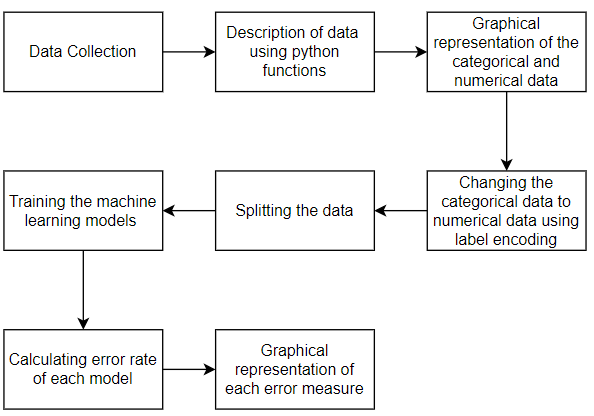 Data Collection
Description of data
using python
functions
Graphical
representation of the
categorical and
numerical data
Training the machine
learning models
Splitting the data
Changing the
categorical data to
numerical data using
label encoding
Calculating error rate
of each model
Graphical
representation of
each error measure